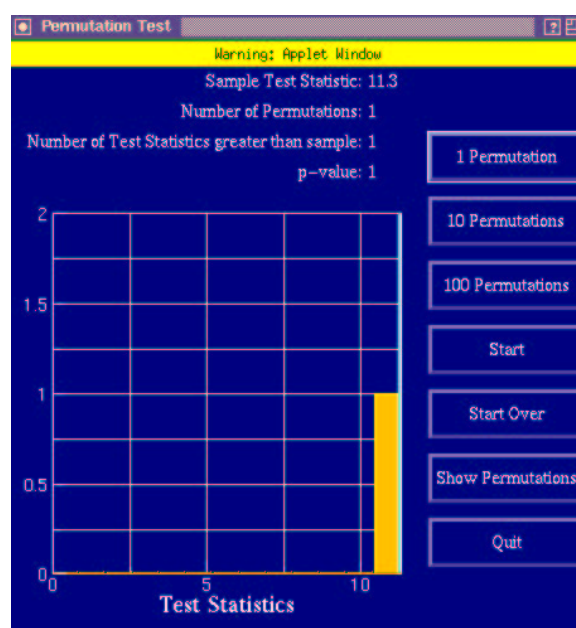 Permutation Test
Warning: Applet Window
Sample Test Statistic: 11.3
Number of Permutations: 1
Number of Test Statistics greater than sample: 1
p-value: 1
1 Permutation
10 Permutations
100 Permutations
Start
Start Over
Show Permutations
Quit
2
1.5
1
0.5
0
0 5 10
Test Statistics